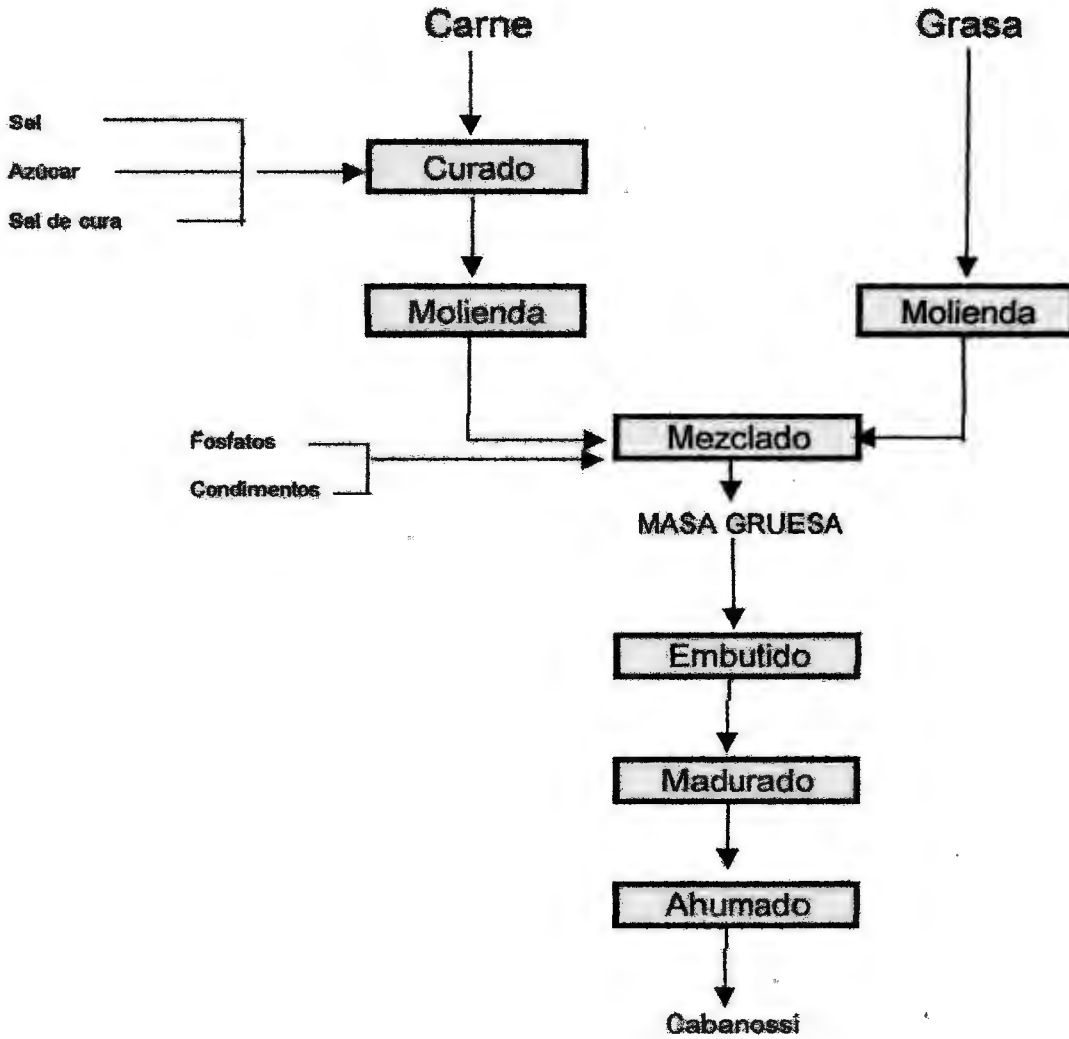 Carne
Grasa
Sal
Azúcar
Sal de cura
Curado
Molienda
Molienda
Fosfatos
Condimentos
Mezclado
MASA GRUESA
Embutido
Madurado
Ahumado
Cabanossi